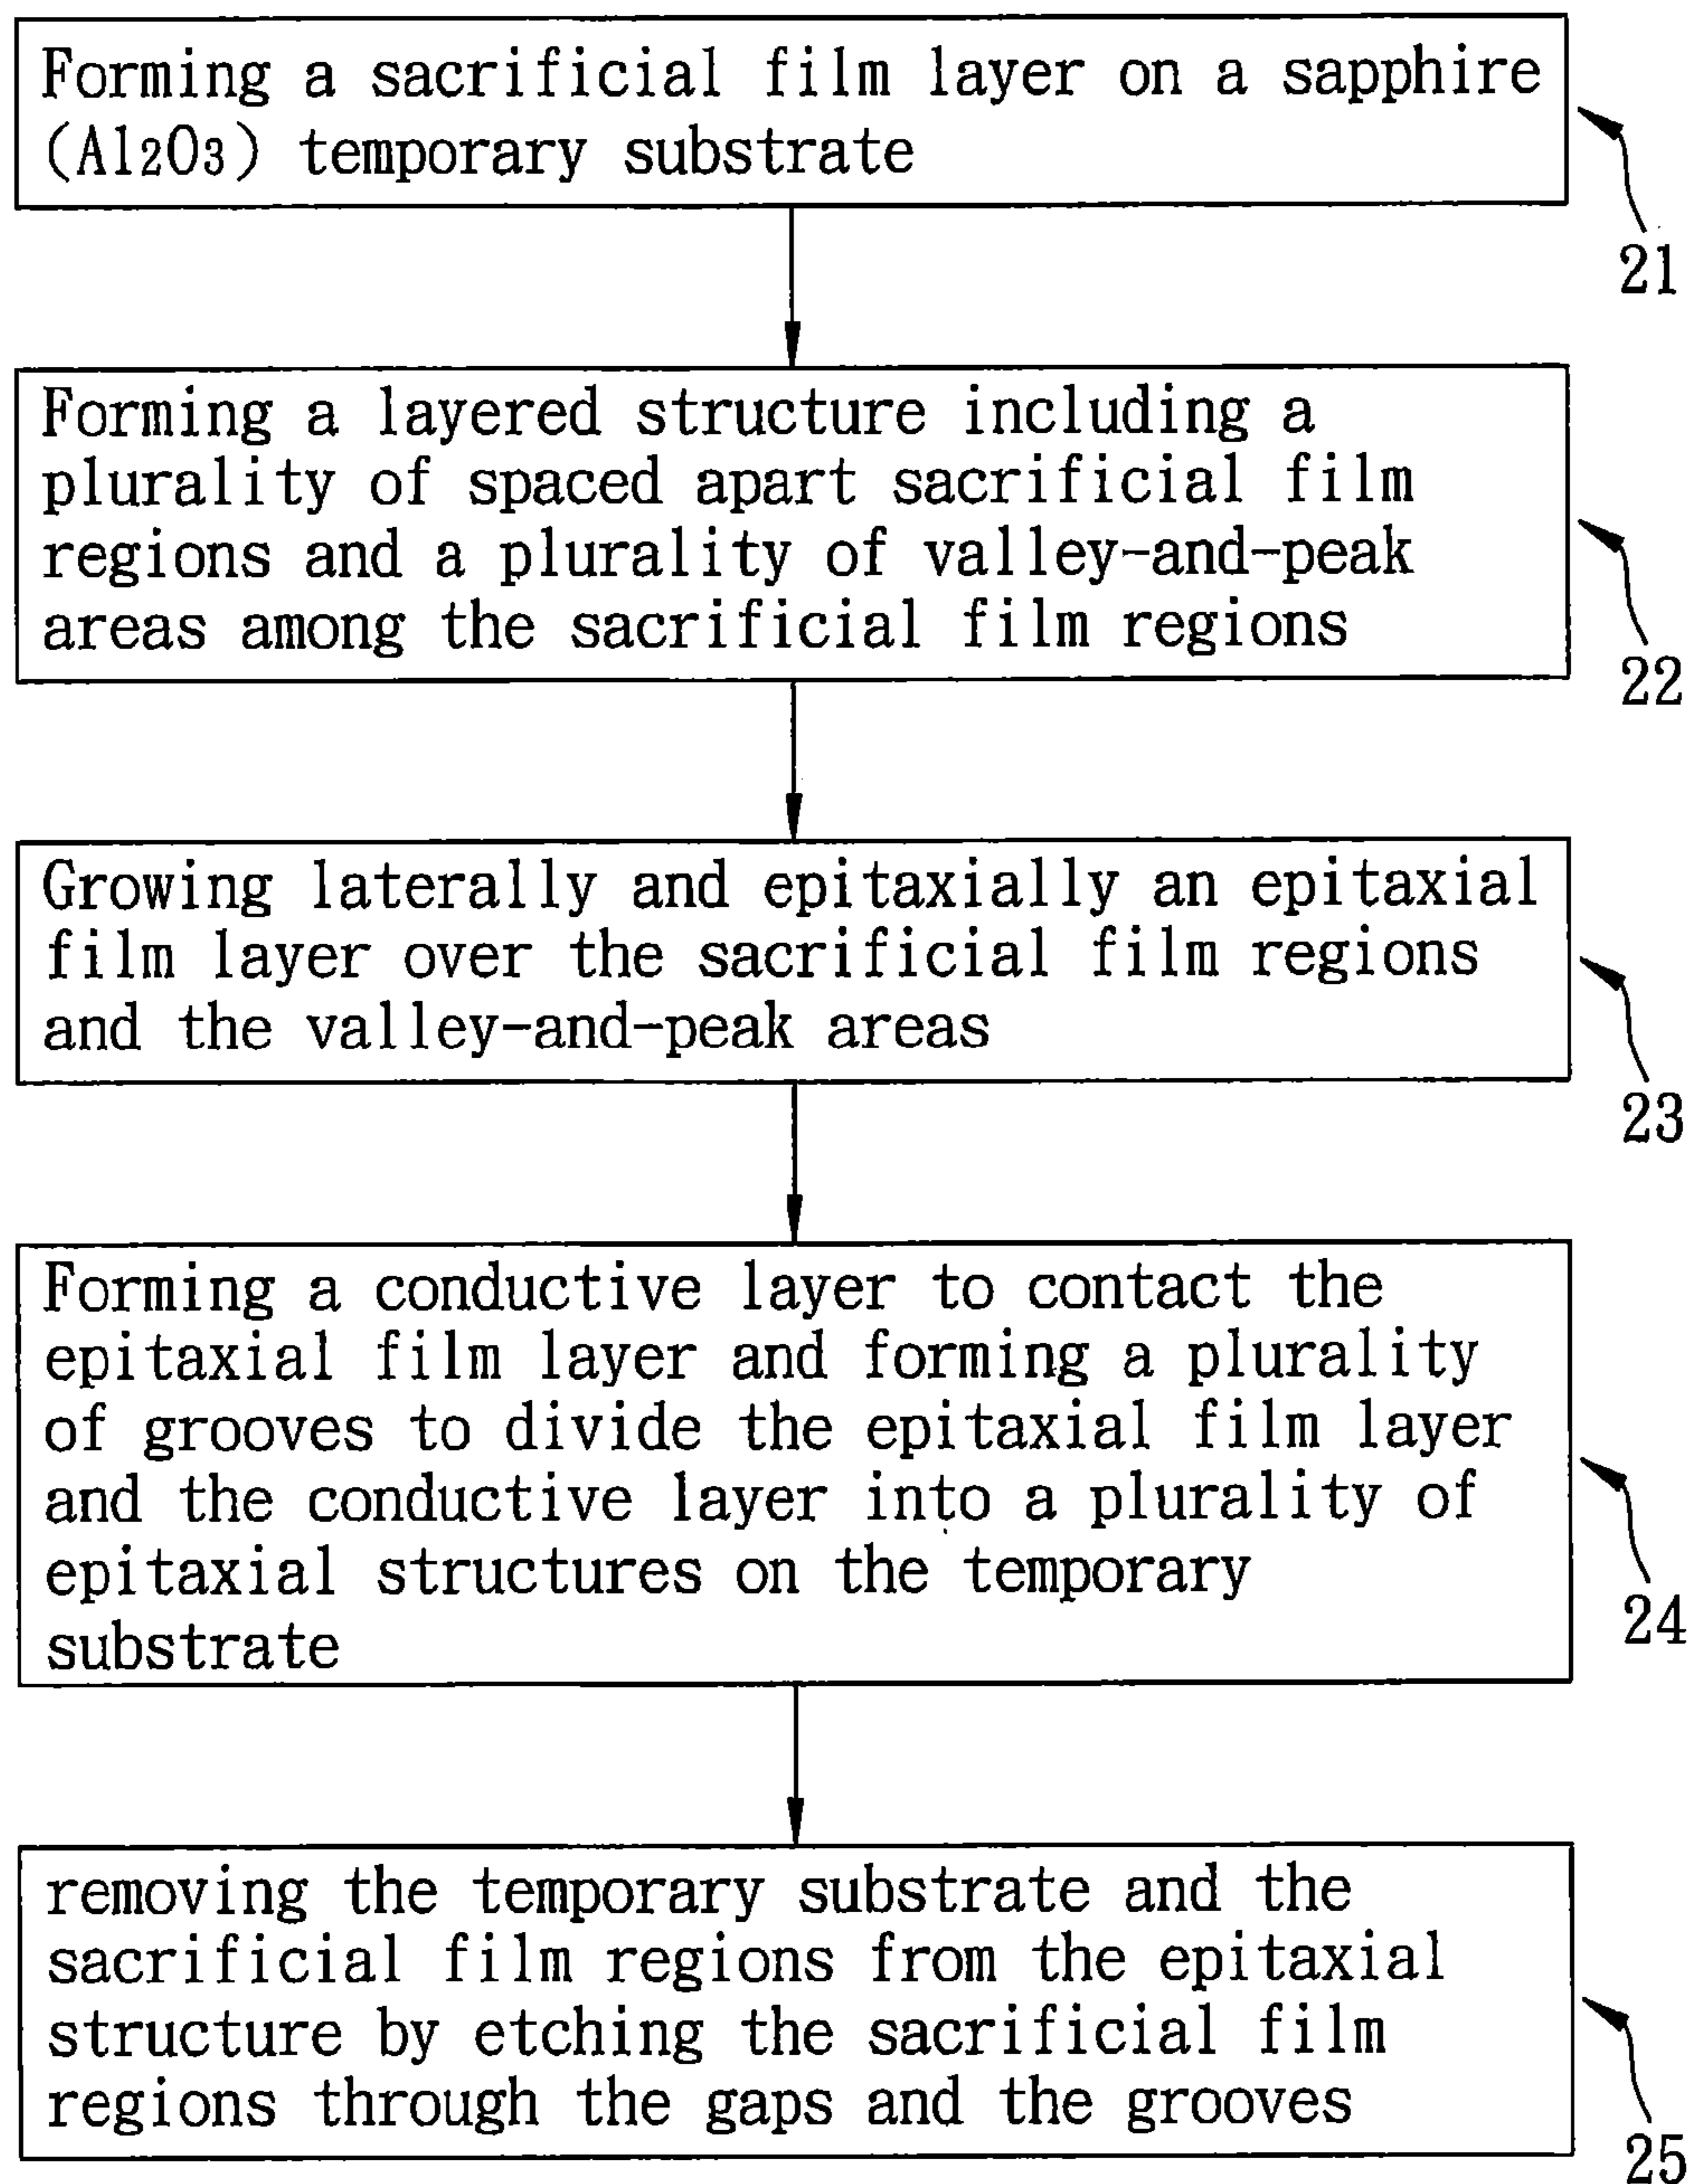 Forming a sacrificial film layer on a sapphire
(Al2O3) temporary substrate
21
Forming a layered structure including a
plurality of spaced apart sacrificial film
regions and a plurality of valley-and-peak
areas among the sacrificial film regions
22
Growing laterally and epitaxially an epitaxial
film layer over the sacrificial film regions
and the valley-and-peak areas
23
Forming a conductive layer to contact the
epitaxial film layer and forming a plurality
of grooves to divide the epitaxial film layer
and the conductive layer into a plurality of
epitaxial structures on the temporary
substrate
24
removing the temporary substrate and the
sacrificial film regions from the epitaxial
structure by etching the sacrificial film
regions through the gaps and the grooves
25